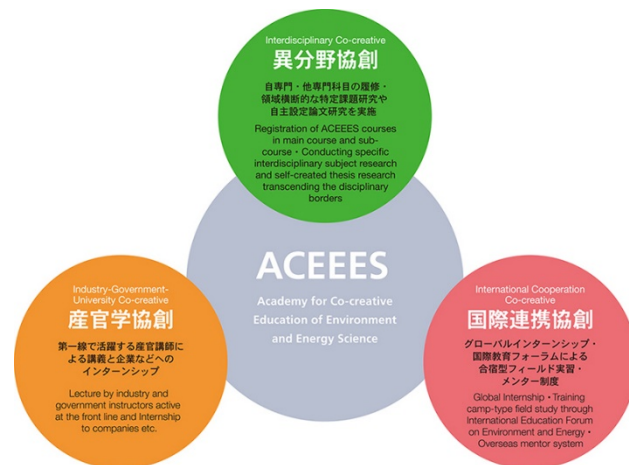 Interdisciplinary Co-creative
異分野協創
自専門・他専門科目の履修・
領域横断的な特定課題研究や
自主設定論文研究を実施
Registration of ACEEES courses
in main course and sub-
course・Conducting specific
interdisciplinary subject research
and self-created thesis research
transcending the disciplinary
borders
ACEEES
Academy for Co-creative
Education of Environment
and Energy Science
Industry-Government-
University Co-creative
産官学協創
第一線で活躍する産官講師に
よる講義と企業などへの
インターンシップ
Lecture by industry and
government instructors active
at the front line and Internship
to companies etc.
International Cooperation
Co-creative
国際連携協創
グローバルインターンシップ・
国際教育フォーラムによる
合宿型フィールド実習・
メンター制度
Global Internship・Training
camp-type field study through
International Education Forum
on Environment and Energy・
Overseas mentor system